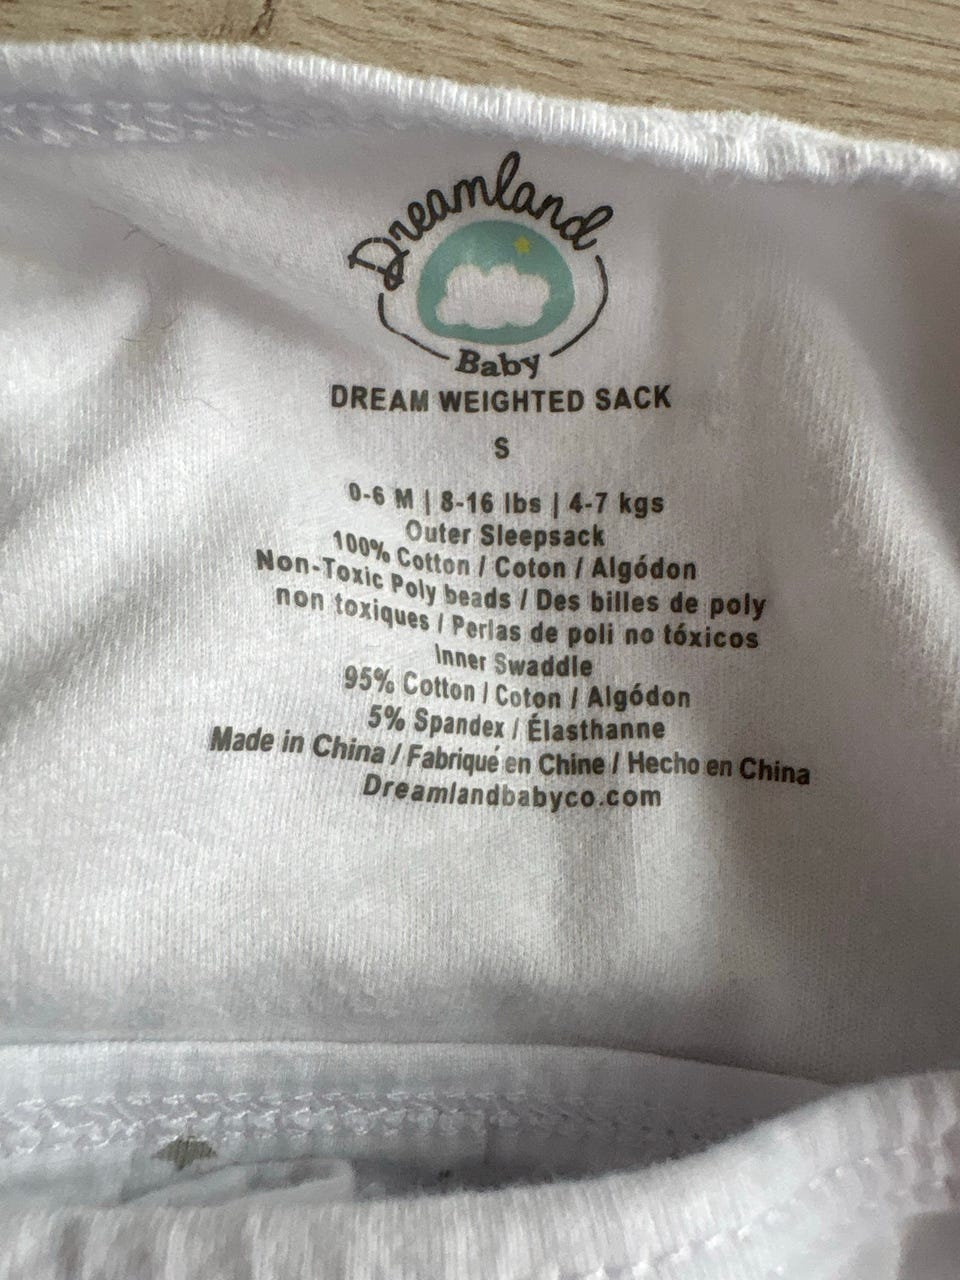 Dreamland
Baby
DREAM WEIGHTED SACK
S
0-6 M | 8-16 lbs | 4-7 kgs
Outer Sleepsack
100% Cotton / Coton / Algódon
Non-Toxic Poly beads / Des billes de poly
non toxiques / Perlas de poli no tóxicos
Inner Swaddle
95% Cotton / Coton / Algódon
5% Spandex / Élasthanne
Made in China / Fabriqué en Chine / Hecho en China
Dreamlandbabyco.com